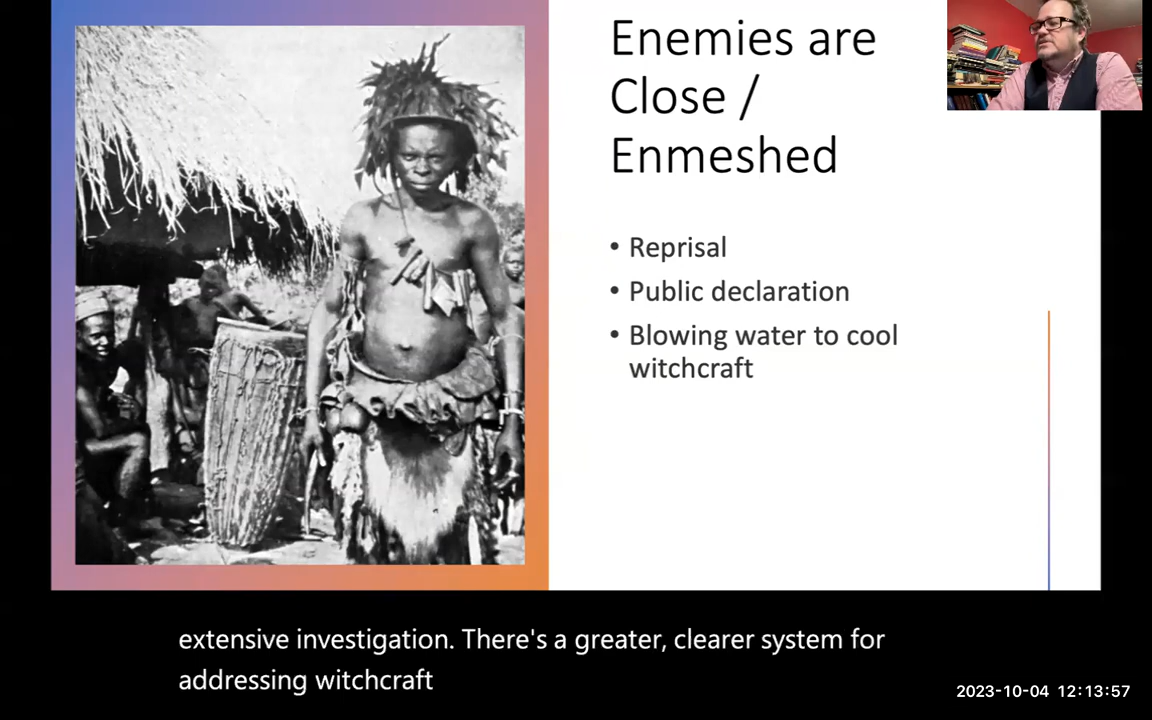 Enemies are
Close /
Enmeshed
• Reprisal
• Public declaration
• Blowing water to cool
witchcraft
extensive investigation. There's a greater, clearer system for
addressing witchcraft
2023-10-04 12:13:57